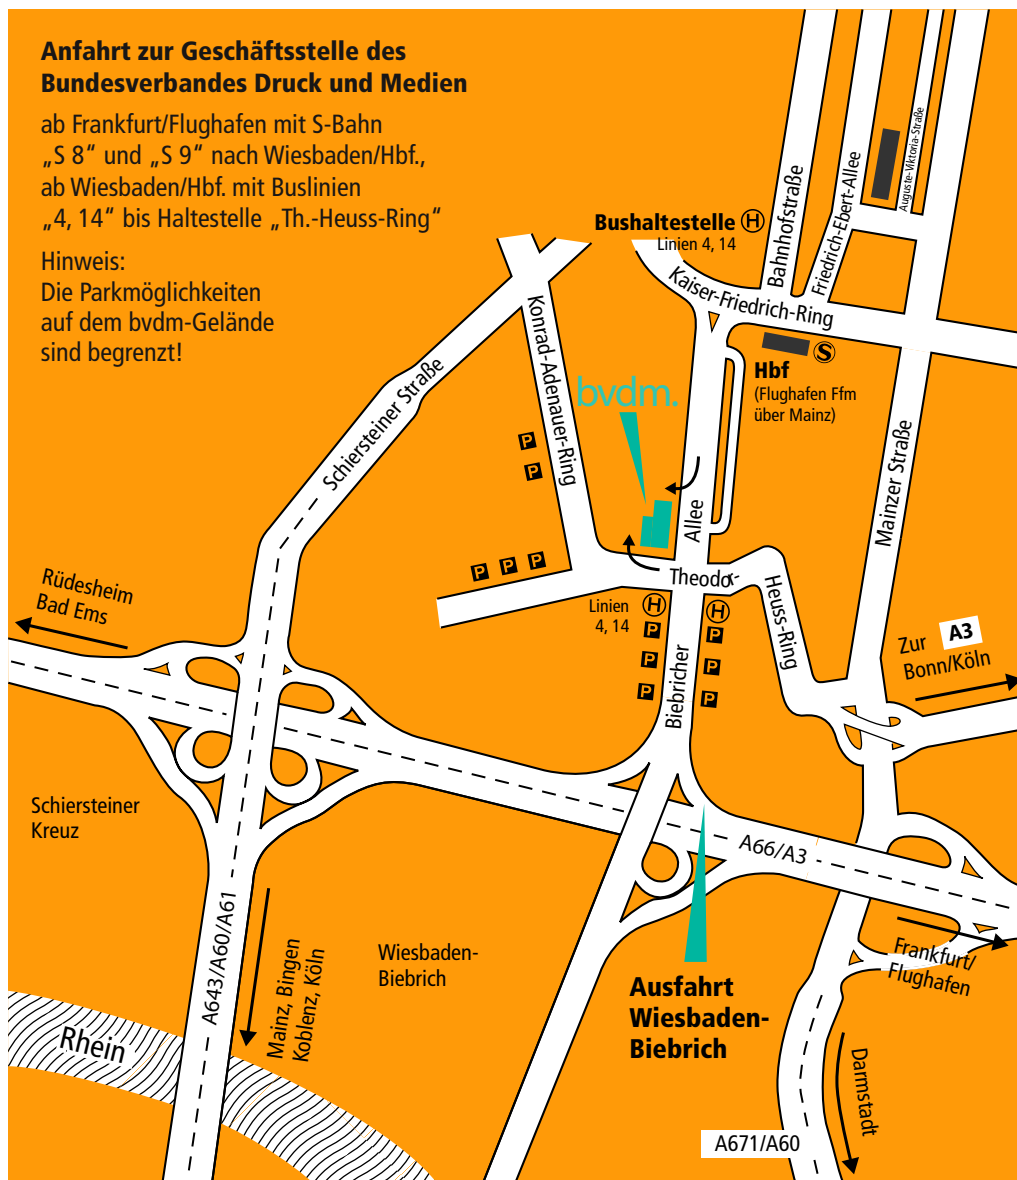 Anfahrt zur Geschäftsstelle des
Bundesverbandes Druck und Medien
ab Frankfurt/Flughafen mit S-Bahn
„S 8“ und „S 9“ nach Wiesbaden/Hbf.,
ab Wiesbaden/Hbf. mit Buslinien
„4, 14“ bis Haltestelle „Th.-Heuss-Ring“
Hinweis:
Die Parkmöglichkeiten
auf dem bvdm-Gelände
sind begrenzt!
Auguste-Viktoria-Straße
Friedrich-Ebert-Allee
Bahnhofstraße
Bushaltestelle H
Linien 4, 14
Kaiser-Friedrich-Ring
S
Hbf
(Flughafen Ffm
über Mainz)
Konrad-Adenauer-Ring
Schiersteiner Straße
bvdm.
Mainzer Straße
P
P
Allee
P P P
Theodor-
Heuss-Ring
Rüdesheim
Bad Ems
Linien
4, 14
H
H
P
P
P
P
P
P
Biebricher
Zur A3
Bonn/Köln
Schiersteiner
Kreuz
A66/A3
A643/A60/A61
Mainz, Bingen
Koblenz, Köln
Wiesbaden-
Biebrich
Frankfurt/
Flughafen
Ausfahrt
Wiesbaden-
Biebrich
Rhein
Darmstadt
A671/A60